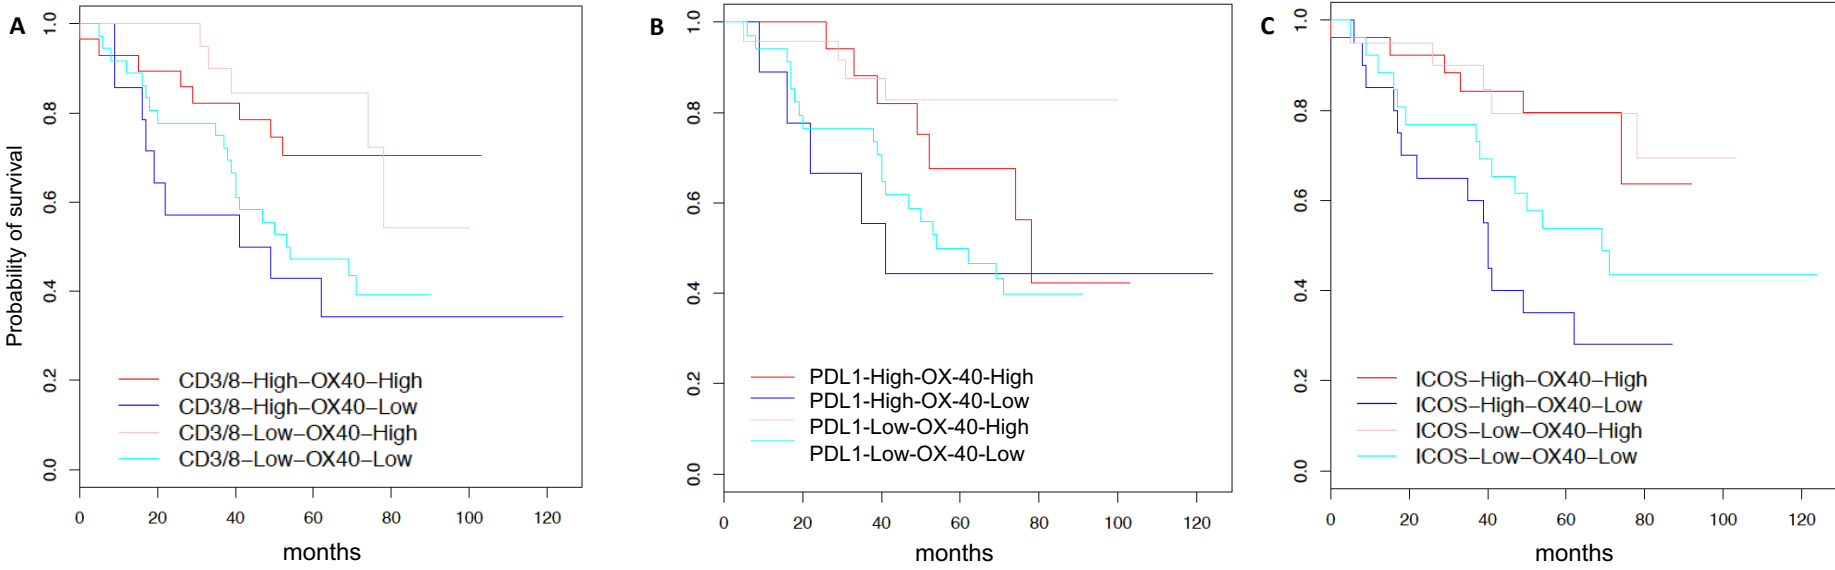 A
Probability of survival
1.0
0.8
0.6
0.4
0.2
0.0
CD3/8–High–OX40–High
CD3/8–High–OX40–Low
CD3/8–Low–OX40–High
CD3/8–Low–OX40–Low
0 20 40 60 80 100 120
months
B
1.0
0.8
0.6
0.4
0.2
0.0
PDL1-High-OX-40-High
PDL1-High-OX-40-Low
PDL1-Low-OX-40-High
PDL1-Low-OX-40-Low
0 20 40 60 80 100 120
months
C
1.0
0.8
0.6
0.4
0.2
0.0
ICOS–High–OX40–High
ICOS–High–OX40–Low
ICOS–Low–OX40–High
ICOS–Low–OX40–Low
0 20 40 60 80 100 120
months